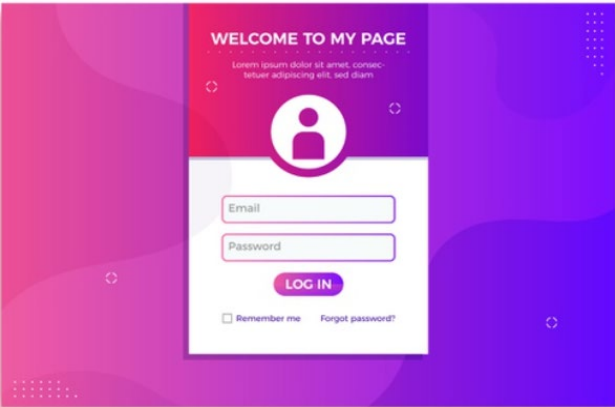 WELCOME TO MY PAGE
Lorem ipsum dolor sit amet, consec-
tetuer adipiscing elit, sed diam
Email
Password
LOG IN
Remember me Forgot password?